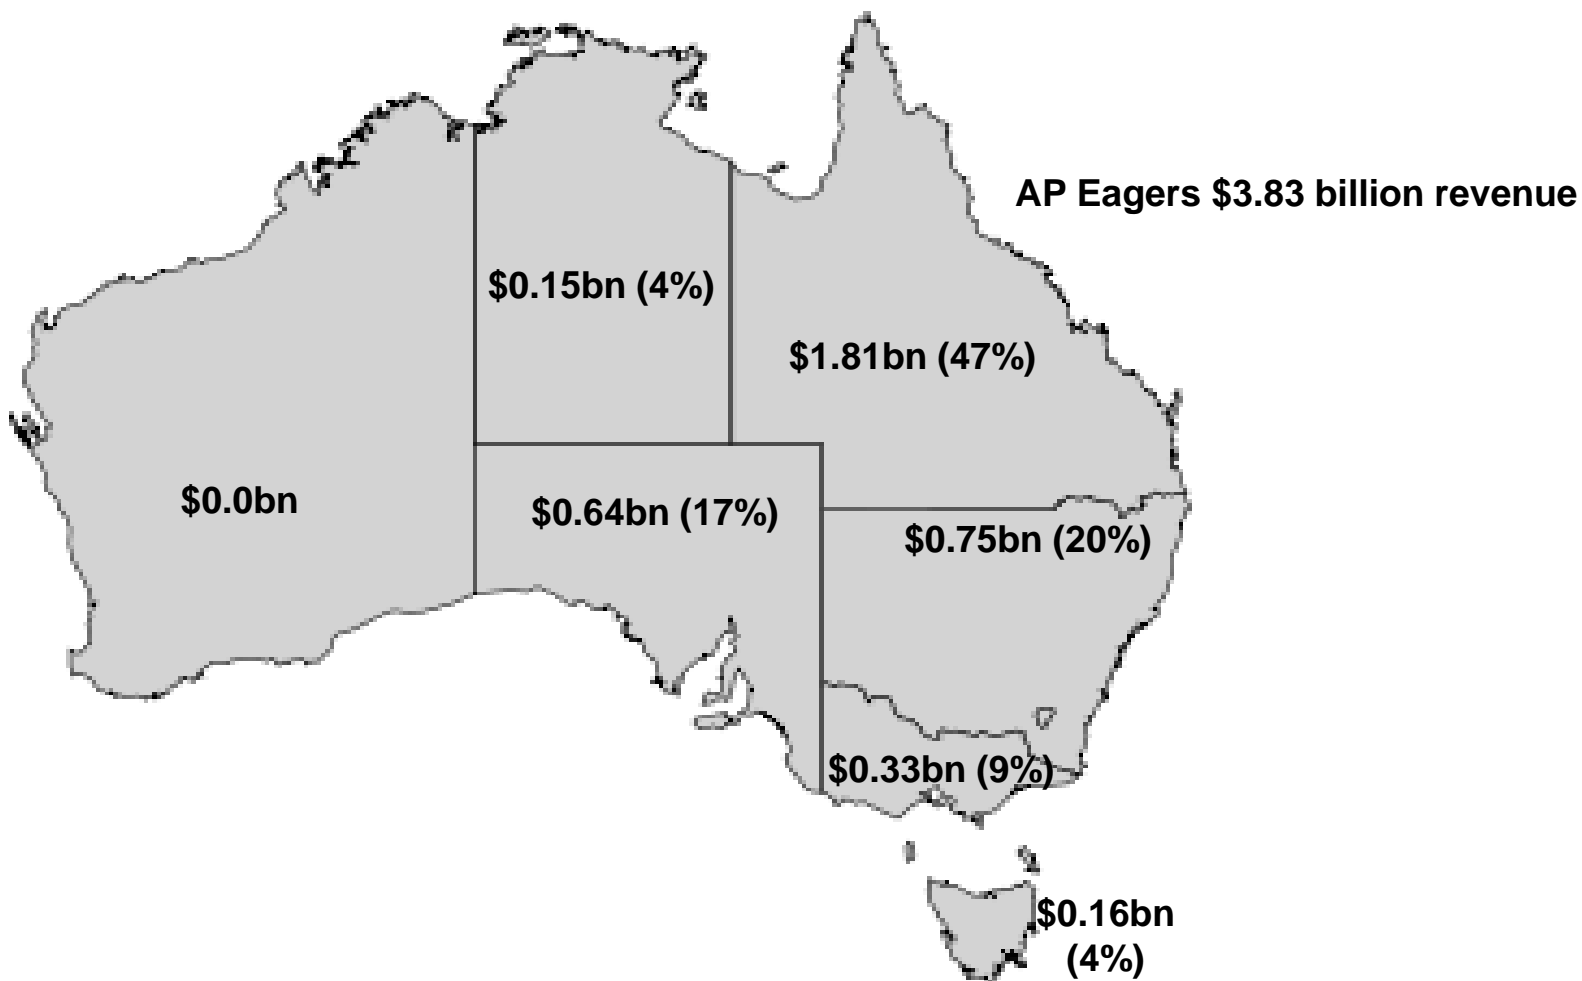 AP Eagers $3.83 billion revenue
$0.15bn (4%)
$1.81bn (47%)
$0.0bn
$0.64bn (17%)
$0.75bn (20%)
$0.33bn (9%)
$0.16bn
(4%)